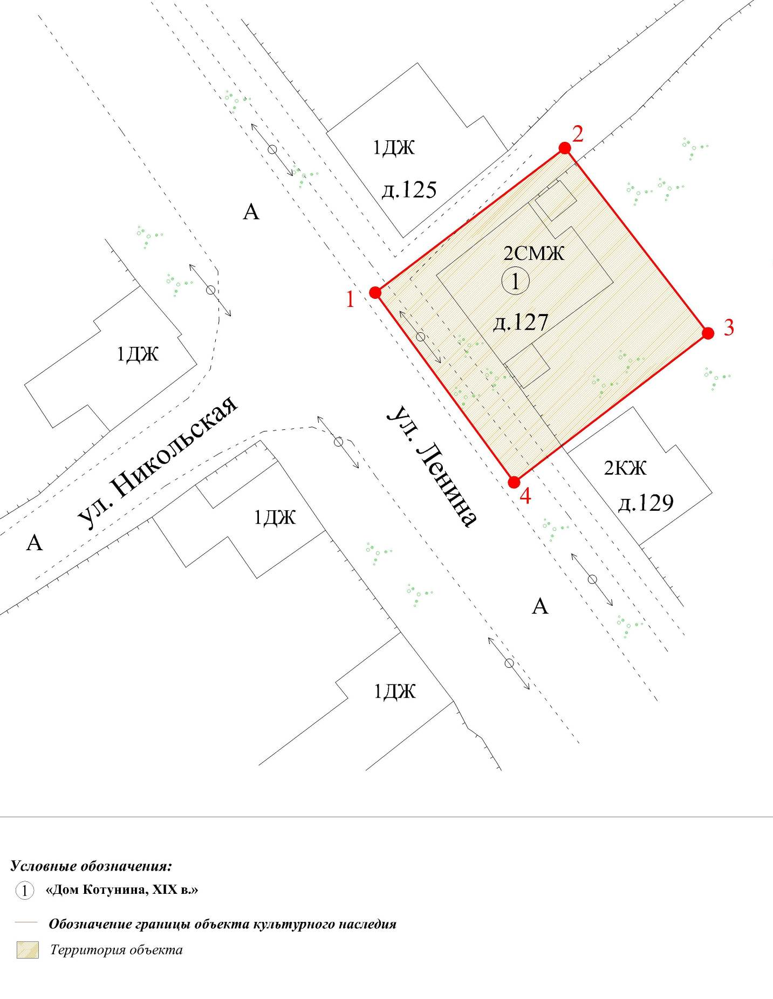 2
1ДЖ
д.125
А
2СМЖ
1
д.127
1
3
1ДЖ
ул. Никольская
ул. Ленина
2КЖ
д.129
4
1ДЖ
А
А
1ДЖ
Условные обозначения:
1 «Дом Котунина, XIX в.»
Обозначение границы объекта культурного наследия
Территория объекта